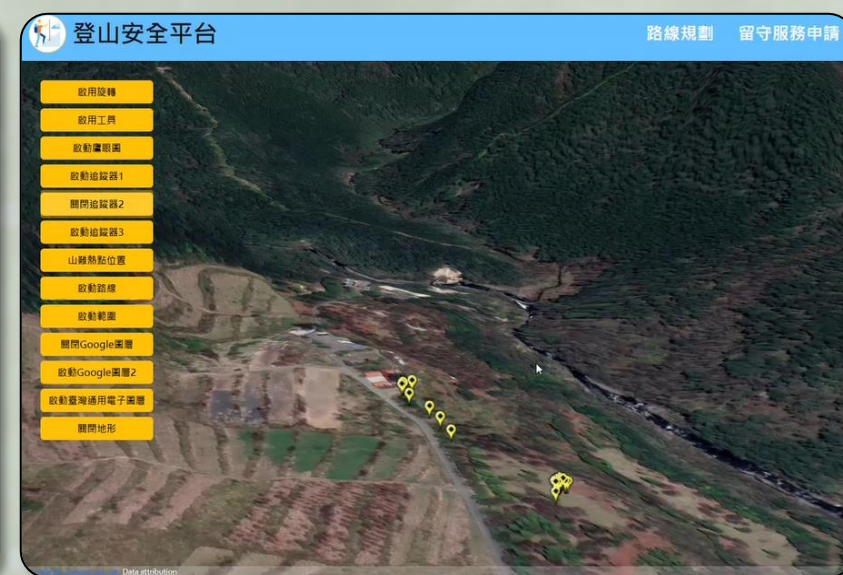 登山安全平台
路線規劃 留守服務申請
啟用旋轉
啟用工具
啟動鷹眼圖
啟動追蹤器1
關閉追蹤器2
啟動追蹤器3
山難熱點位置
啟動路線
啟動範圍
關閉Google圖層
啟動Google圖層2
啟動臺灣通用電子圖層
關閉地形
Data attribution